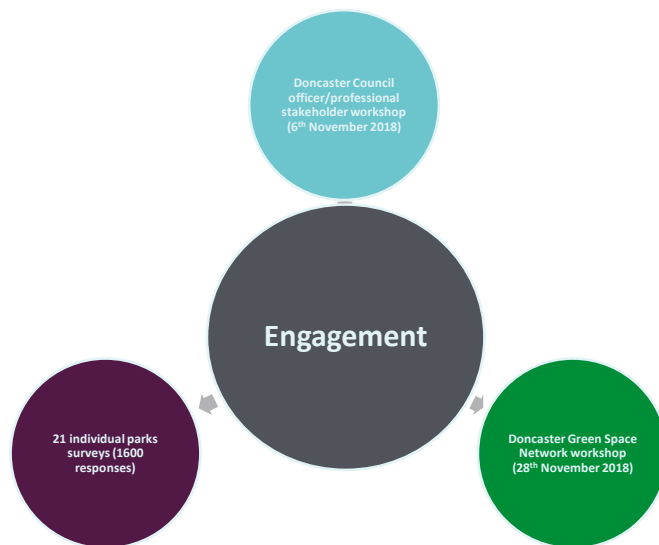 Doncaster Council
officer/professional
stakeholder workshop
(6th November 2018)
Engagement
21 individual parks
surveys (1600
responses)
Doncaster Green Space
Network workshop
(28th November 2018)